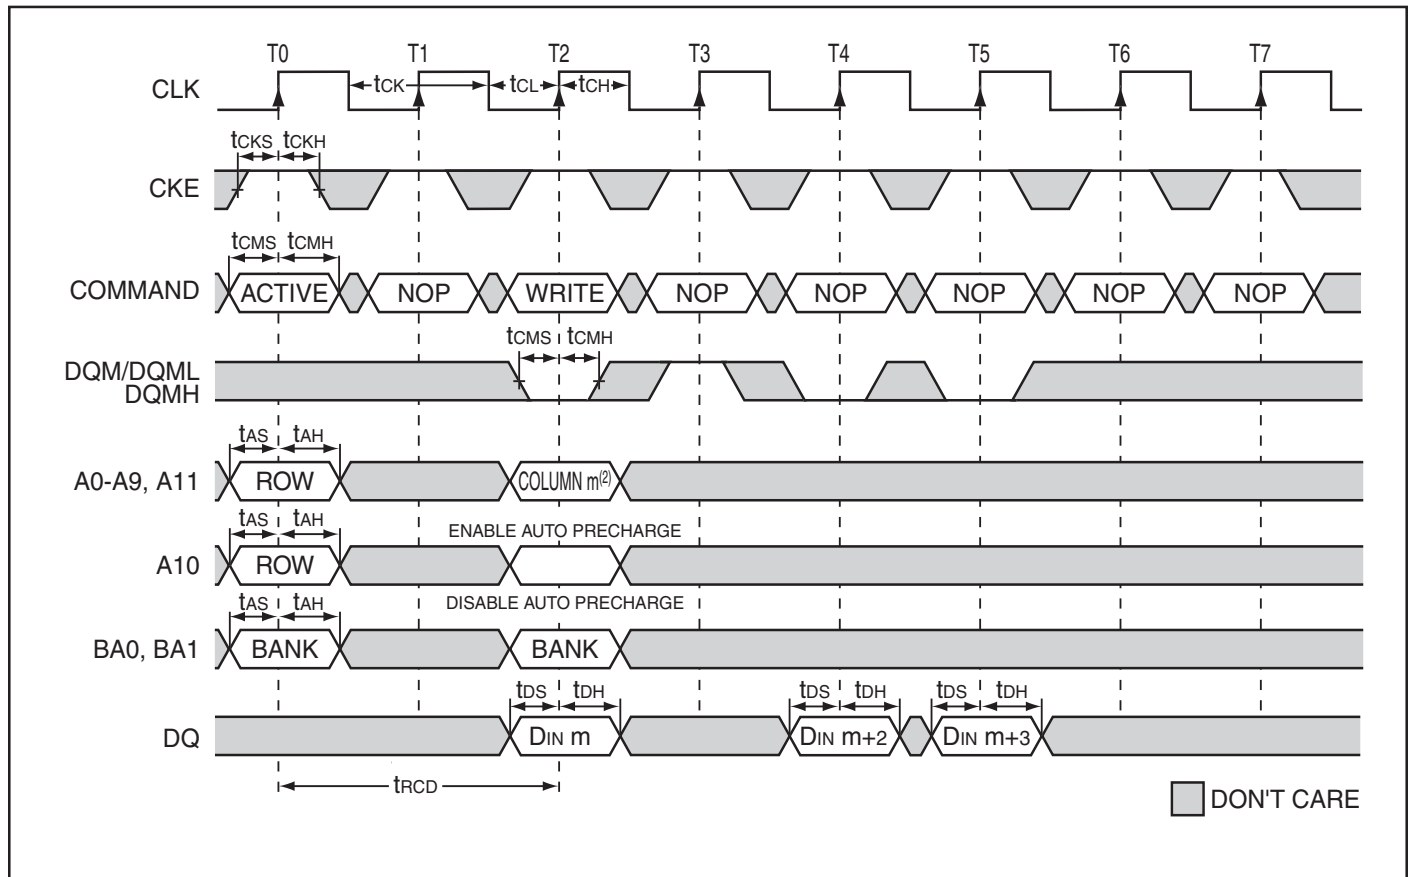 T0 T1 T2 T3 T4 T5 T6 T7
CLK tCK tCL tCH
tCKS tCKH
CKE
tCMS tCMH
COMMAND ACTIVE NOP WRITE NOP NOP NOP NOP NOP
tCMS tCMH
DQM/DQML
DQMH
tAS tAH
A0-A9, A11 ROW COLUMN m(2)
tAS tAH ENABLE AUTO PRECHARGE
A10 ROW
tAS tAH DISABLE AUTO PRECHARGE
BA0, BA1 BANK BANK
tDS tDH tDS tDH tDS tDH
DQ DIN m DIN m+2 DIN m+3
tRCD
DON'T CARE